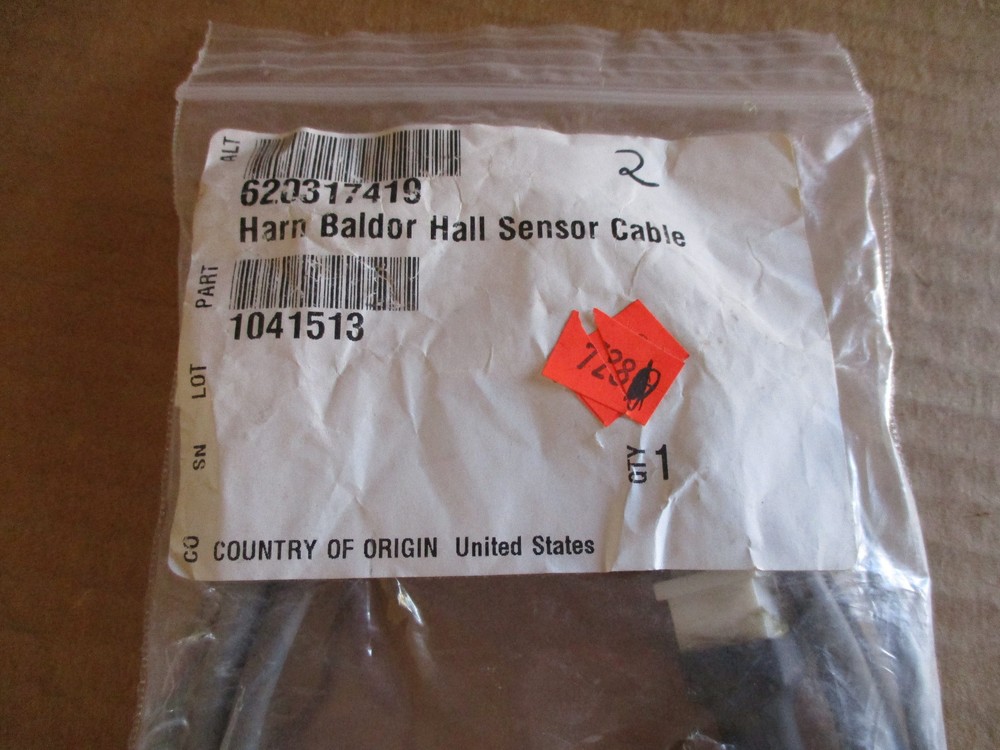 ALT
2
620317419
Harn Baldor Hall Sensor Cable
PART
1041513
LOT
728
SN
QTY 1
CO COUNTRY OF ORIGIN United States